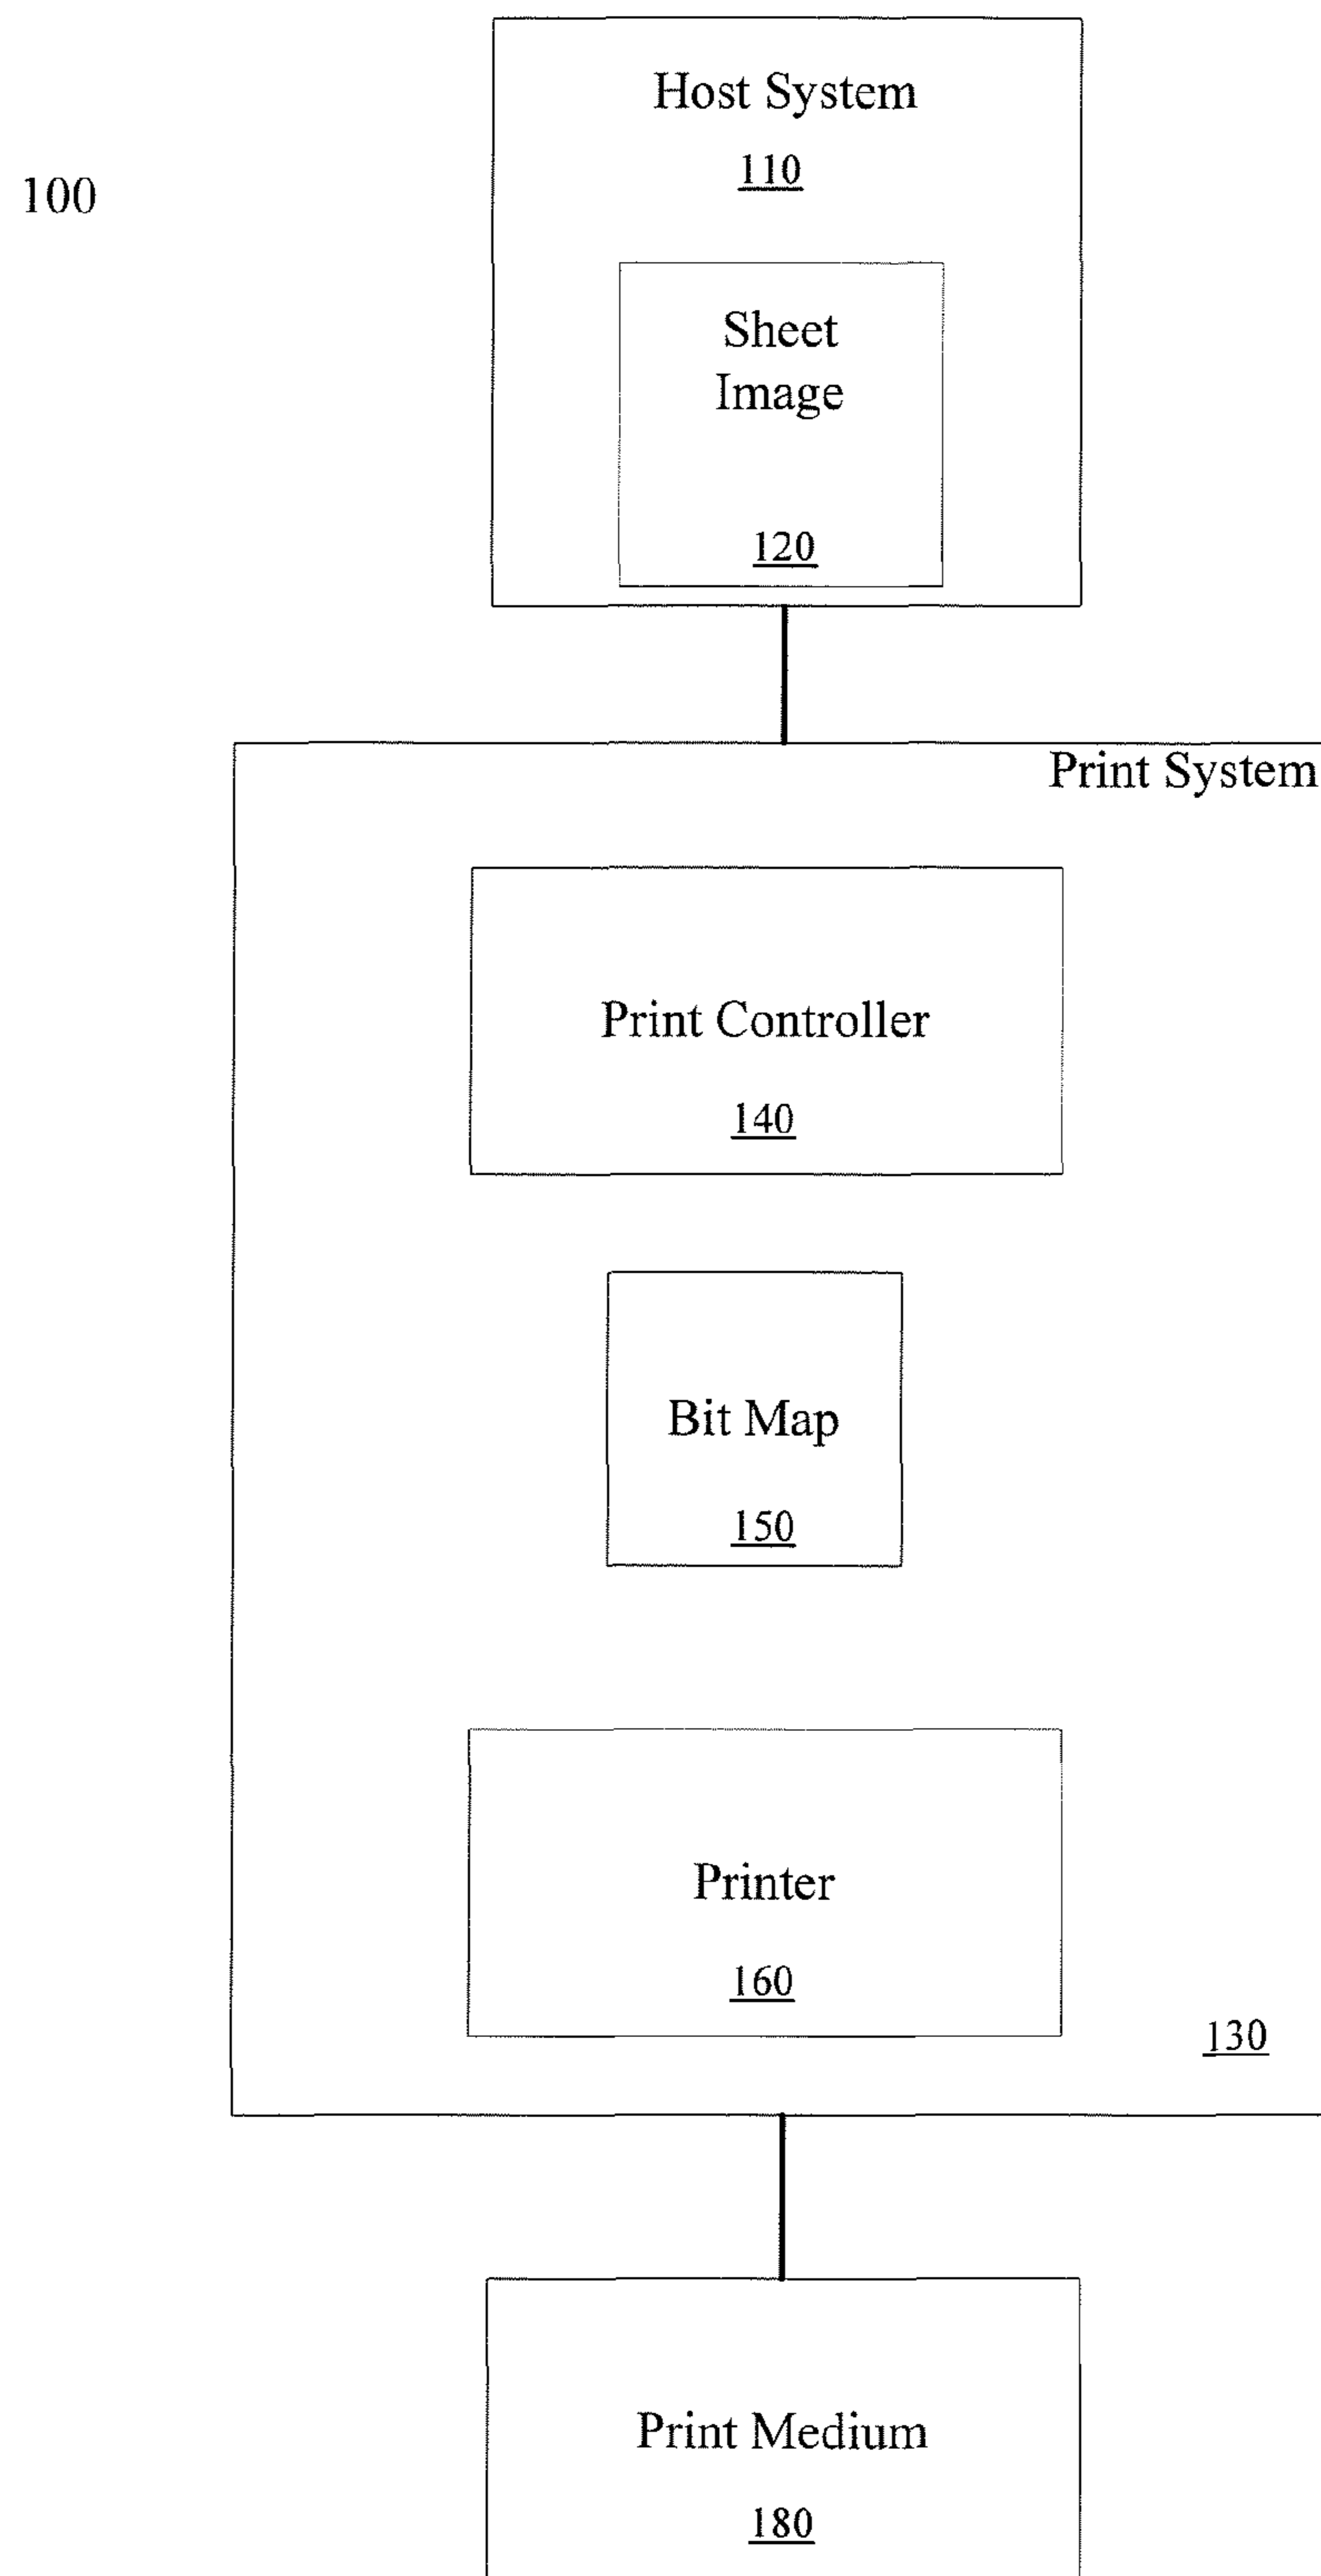 Host System
110
100
Sheet
Image
120
Print System
Print Controller
140
Bit Map
150
Printer
160
130
Print Medium
180